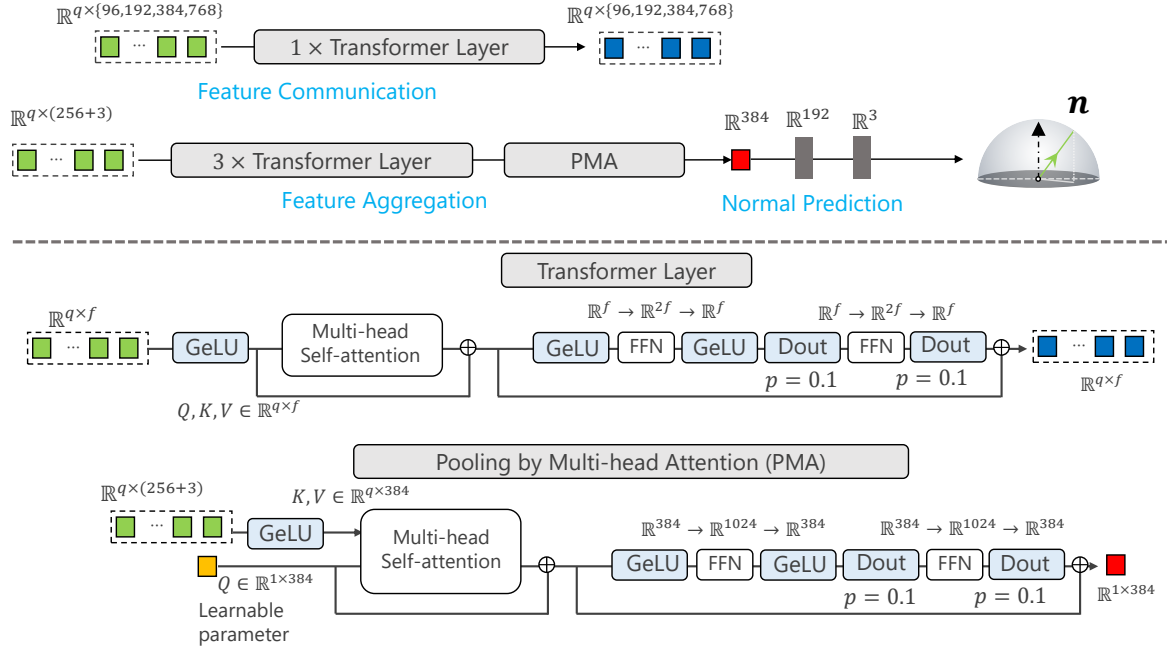 ℝ^{q×{96,192,384,768}} ℝ^{q×{96,192,384,768}}
... 1 × Transformer Layer ...
Feature Communication
ℝ^{q×(256+3)} ℝ^{384} ℝ^{192} ℝ^{3} n
... 3 × Transformer Layer PMA
Feature Aggregation Normal Prediction
Transformer Layer
ℝ^{q×f} ℝ^{f} → ℝ^{2f} → ℝ^{f} ℝ^{f} → ℝ^{2f} → ℝ^{f}
... GeLU Multi-head GeLU FFN GeLU Dout FFN Dout ...
Self-attention
p = 0.1 p = 0.1 ℝ^{q×f}
Q, K, V ∈ ℝ^{q×f}
Pooling by Multi-head Attention (PMA)
ℝ^{q×(256+3)} K, V ∈ ℝ^{q×384}
... GeLU Multi-head ℝ^{384} → ℝ^{1024} → ℝ^{384} ℝ^{384} → ℝ^{1024} → ℝ^{384}
Self-attention GeLU FFN GeLU Dout FFN Dout
Q ∈ ℝ^{1×384} p = 0.1 p = 0.1 ℝ^{1×384}
Learnable
parameter